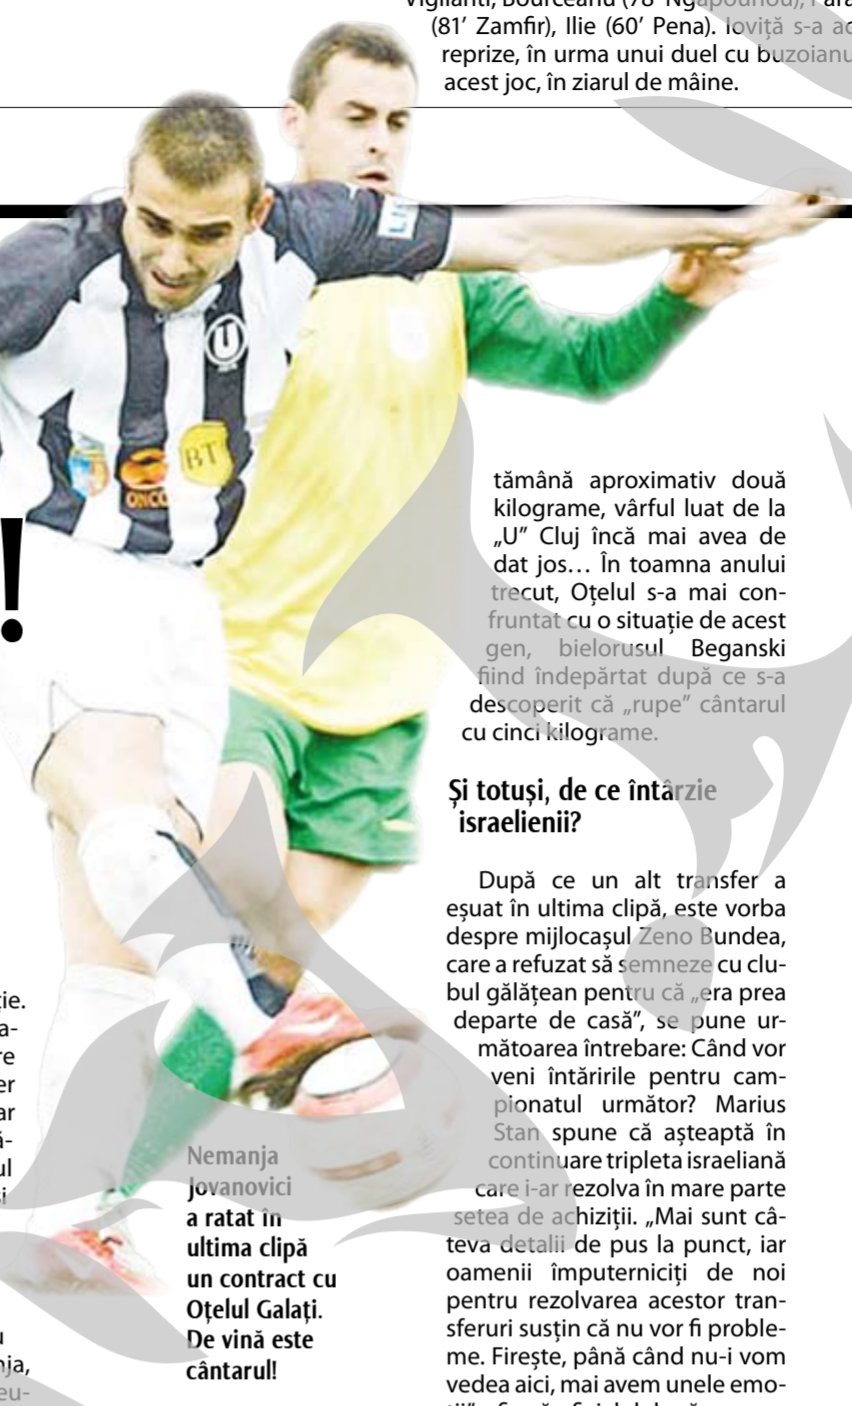 (81’ Zamfir), Ilie (60’ Pena). Ioviță s-a
reprize, în urma unui duel cu buzoianu
acest joc, în ziarul de mâine.
U
BT
!
tămână aproximativ două
kilograme, vârful luat de la
„U” Cluj încă mai avea de
dat jos… În toamna anului
trecut, Oțelul s-a mai con-
fruntat cu o situație de acest
gen, bielorusul Beganski
fiind îndepărtat după ce s-a
descoperit că „rupe” cântarul
cu cinci kilograme.
Și totuși, de ce întârzie
israelienii?
După ce un alt transfer a
eșuat în ultima clipă, este vorba
despre mijlocașul Zeno Bundea,
care a refuzat să semneze cu clu-
bul gălățean pentru că „era prea
departe de casă”, se pune ur-
mătoarea întrebare: Când vor
veni întăririle pentru cam-
pionatul următor? Marius
Stan spune că așteaptă în
continuare tripleta israeliană
care i-ar rezolva în mare parte
setea de achiziții. „Mai sunt câ-
teva detalii de pus la punct, iar
oamenii împuterniciți de noi
pentru rezolvarea acestor tran-
sferuri susțin că nu vor fi proble-
me. Firește, până când nu-i vom
vedea aici, mai avem unele emo-
Nemanja
Jovanovici
a ratat în
ultima clipă
un contract cu
Oțelul Galați.
De vină este
cântarul!